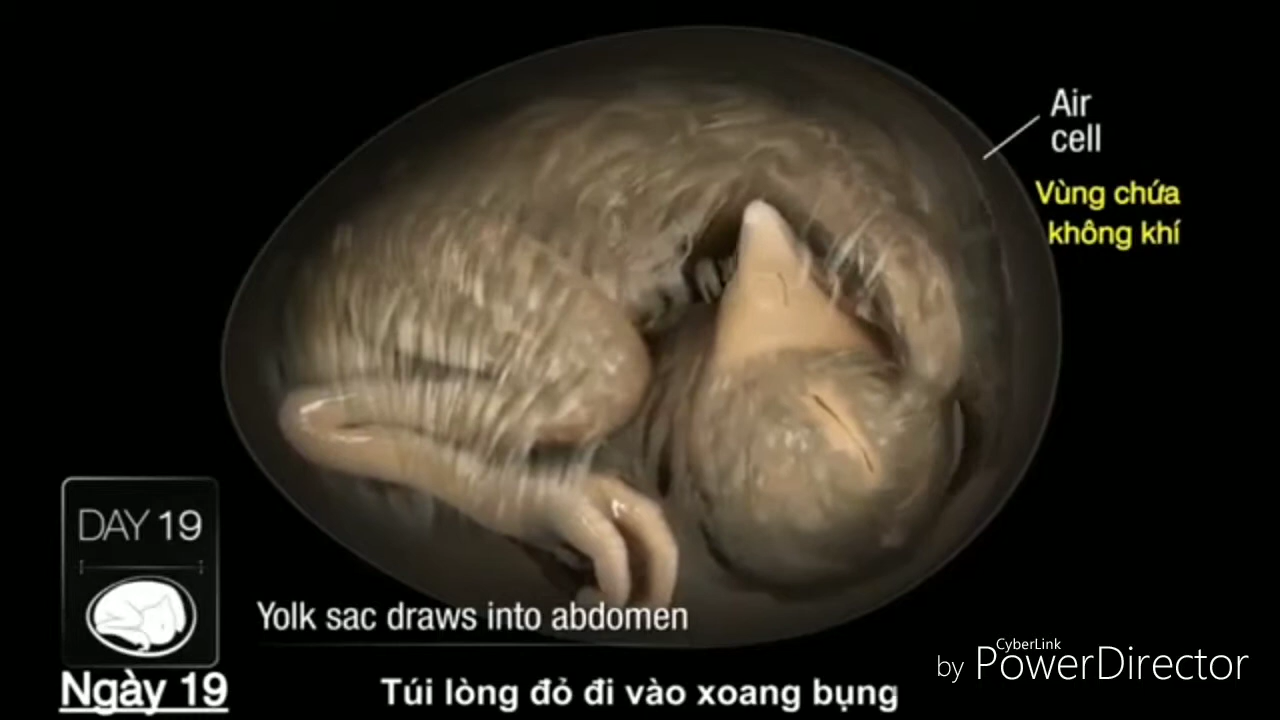 Air
cell
Vùng chứa
không khí
DAY 19
Yolk sac draws into abdomen
Ngày 19
Túi lòng đỏ đi vào xoang bụng
CyberLink
by PowerDirector